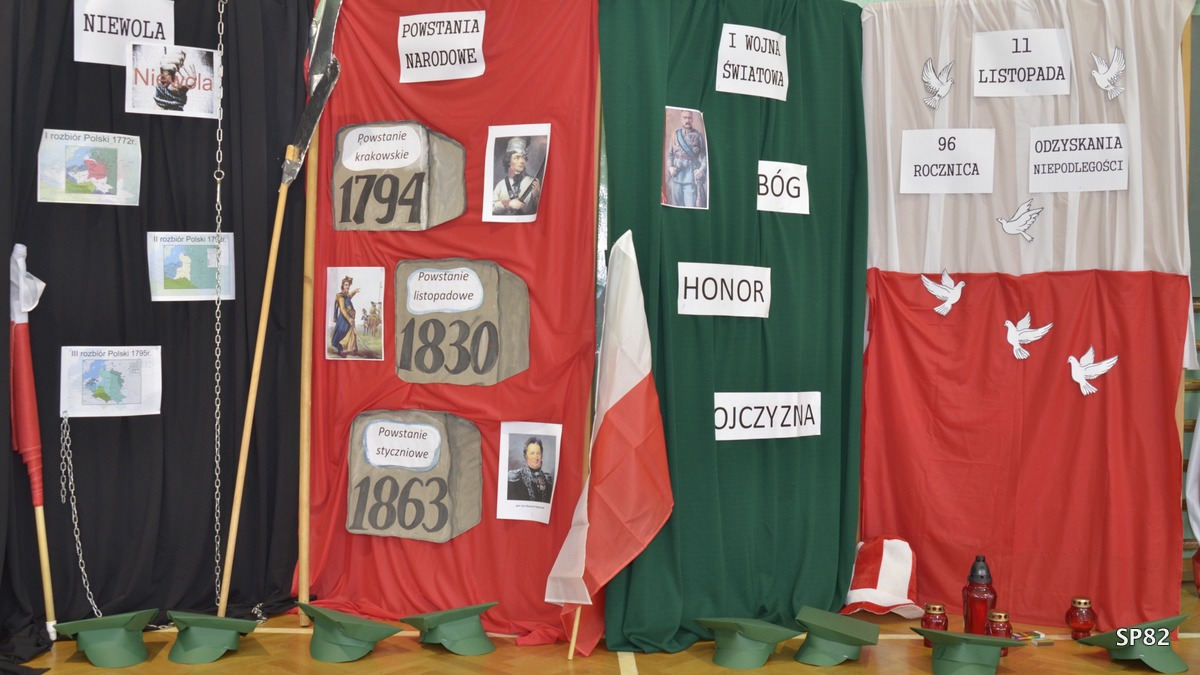 NIEWOLA
Niewola
I rozbiór Polski 1772r.
II rozbiór Polski 1793r.
III rozbiór Polski 1795r.
POWSTANIA
NARODOWE
Powstanie
krakowskie
1794
Powstanie
listopadowe
1830
Powstanie
styczniowe
1863
I WOJNA
ŚWIATOWA
BÓG
HONOR
OJCZYZNA
11
LISTOPADA
96
ROCZNICA
ODZYSKANIA
NIEPODLEGOŚCI
SP82